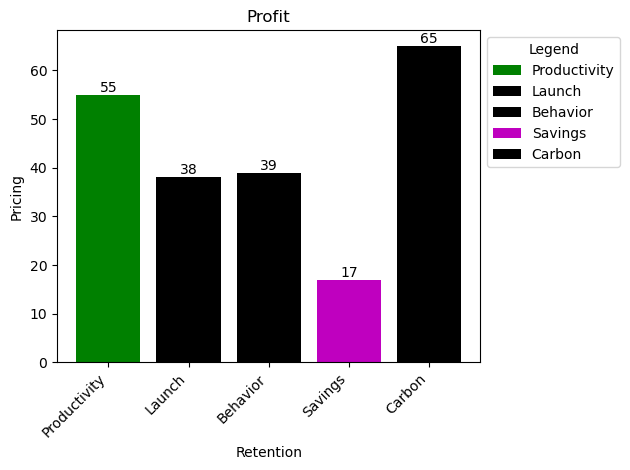 Profit
65
55
39
38
17
Pricing
60
50
40
30
20
10
0
Productivity
Launch
Behavior
Savings
Carbon
Retention
Legend
Productivity
Launch
Behavior
Savings
Carbon